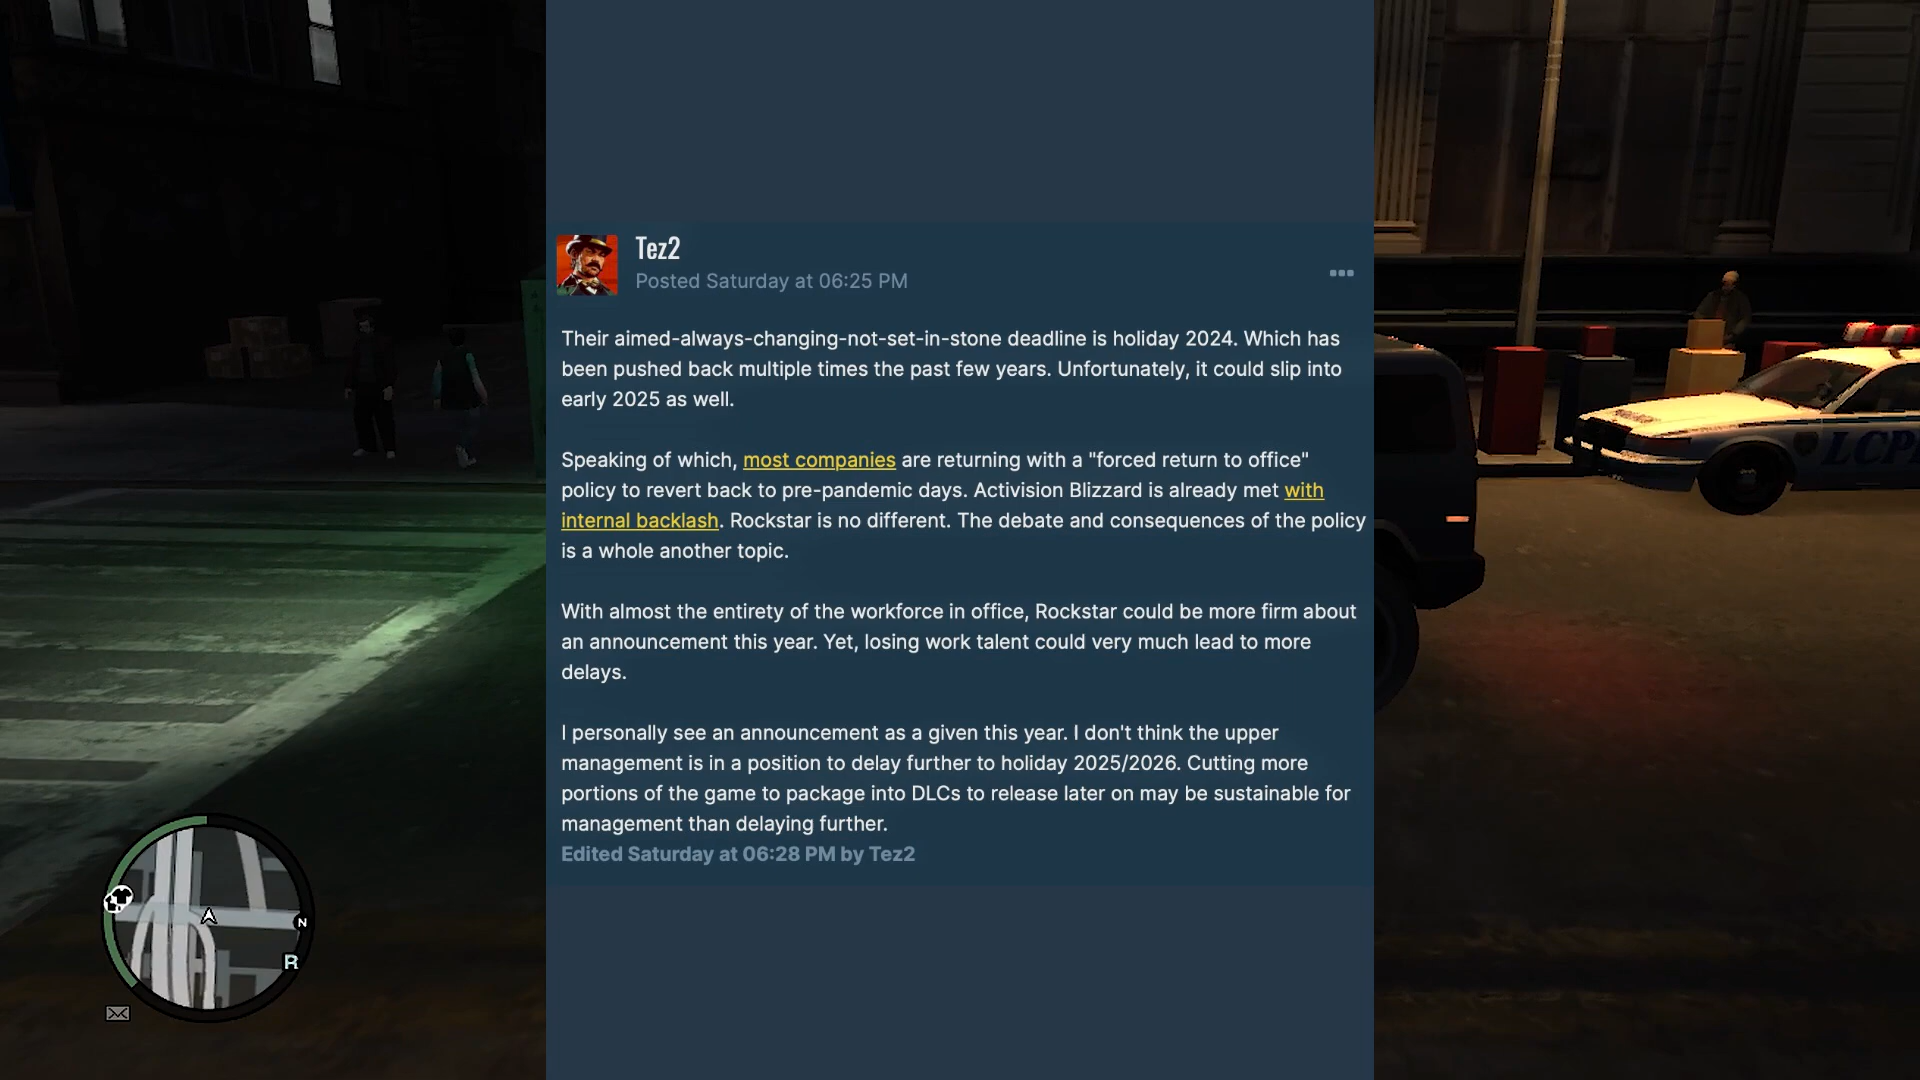 Tez2
Posted Saturday at 06:25 PM
Their aimed-always-changing-not-set-in-stone deadline is holiday 2024. Which has
been pushed back multiple times the past few years. Unfortunately, it could slip into
early 2025 as well.
Speaking of which, most companies are returning with a "forced return to office"
policy to revert back to pre-pandemic days. Activision Blizzard is already met with
internal backlash. Rockstar is no different. The debate and consequences of the policy
is a whole another topic.
With almost the entirety of the workforce in office, Rockstar could be more firm about
an announcement this year. Yet, losing work talent could very much lead to more
delays.
I personally see an announcement as a given this year. I don't think the upper
management is in a position to delay further to holiday 2025/2026. Cutting more
portions of the game to package into DLCs to release later on may be sustainable for
management than delaying further.
Edited Saturday at 06:28 PM by Tez2
LCP
N
R